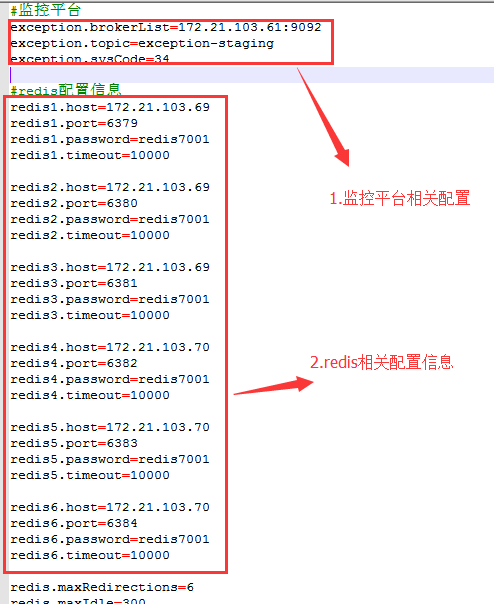 #监控平台
exception.brokerList=172.21.103.61:9092
exception.topic=exception-staging
exception.sysCode=34
#redis配置信息
redis1.host=172.21.103.69
redis1.port=6379
redis1.password=redis7001
redis1.timeout=10000
1.监控平台相关配置
redis2.host=172.21.103.69
redis2.port=6380
redis2.password=redis7001
redis2.timeout=10000
redis3.host=172.21.103.69
redis3.port=6381
redis3.password=redis7001
redis3.timeout=10000
redis4.host=172.21.103.70
redis4.port=6382
redis4.password=redis7001
redis4.timeout=10000
2.redis相关配置信息
redis5.host=172.21.103.70
redis5.port=6383
redis5.password=redis7001
redis5.timeout=10000
redis6.host=172.21.103.70
redis6.port=6384
redis6.password=redis7001
redis6.timeout=10000
redis.maxRedirections=6
redis.maxIdle=300